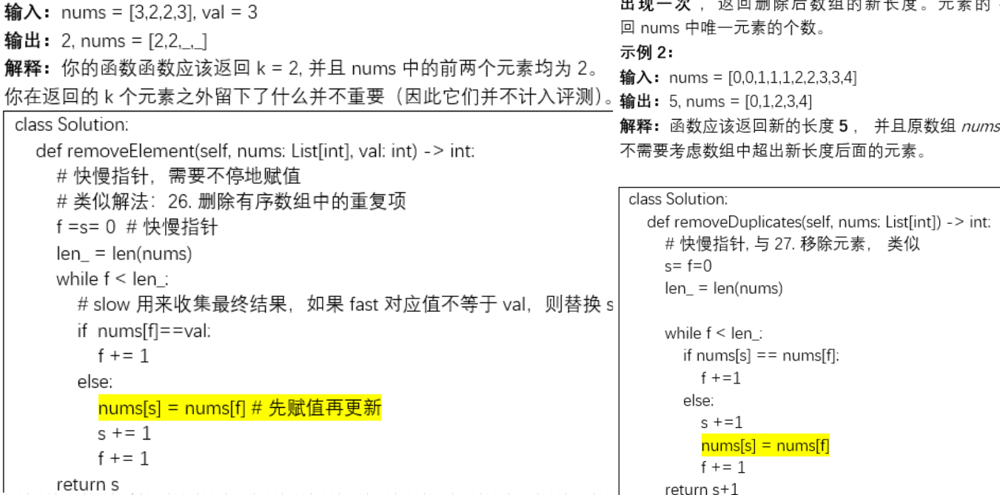 输入：nums = [3,2,2,3], val = 3
输出：2, nums = [2,2,_,_]
解释：你的函数函数应该返回 k = 2, 并且 nums 中的前两个元素均为 2。
你在返回的 k 个元素之外留下了什么并不重要（因此它们并不计入评测）。
class Solution:
def removeElement(self, nums: List[int], val: int) -> int:
# 快慢指针，需要不停地赋值
# 类似解法：26. 删除有序数组中的重复项
f =s= 0 # 快慢指针
len_ = len(nums)
while f < len_:
# slow 用来收集最终结果，如果 fast 对应值不等于 val，则替换 s
if nums[f]==val:
f += 1
else:
nums[s] = nums[f] # 先赋值再更新
s += 1
f += 1
return s
出现一次 ，返回删除后数组的新长度。元素的
回 nums 中唯一元素的个数。
示例 2：
输入：nums = [0,0,1,1,1,2,2,3,3,4]
输出：5, nums = [0,1,2,3,4]
解释：函数应该返回新的长度 5 ， 并且原数组 nums
不需要考虑数组中超出新长度后面的元素。
class Solution:
def removeDuplicates(self, nums: List[int]) -> int:
# 快慢指针, 与 27. 移除元素， 类似
s= f=0
len_ = len(nums)
while f < len_:
if nums[s] == nums[f]:
f +=1
else:
s +=1
nums[s] = nums[f]
f += 1
return s+1